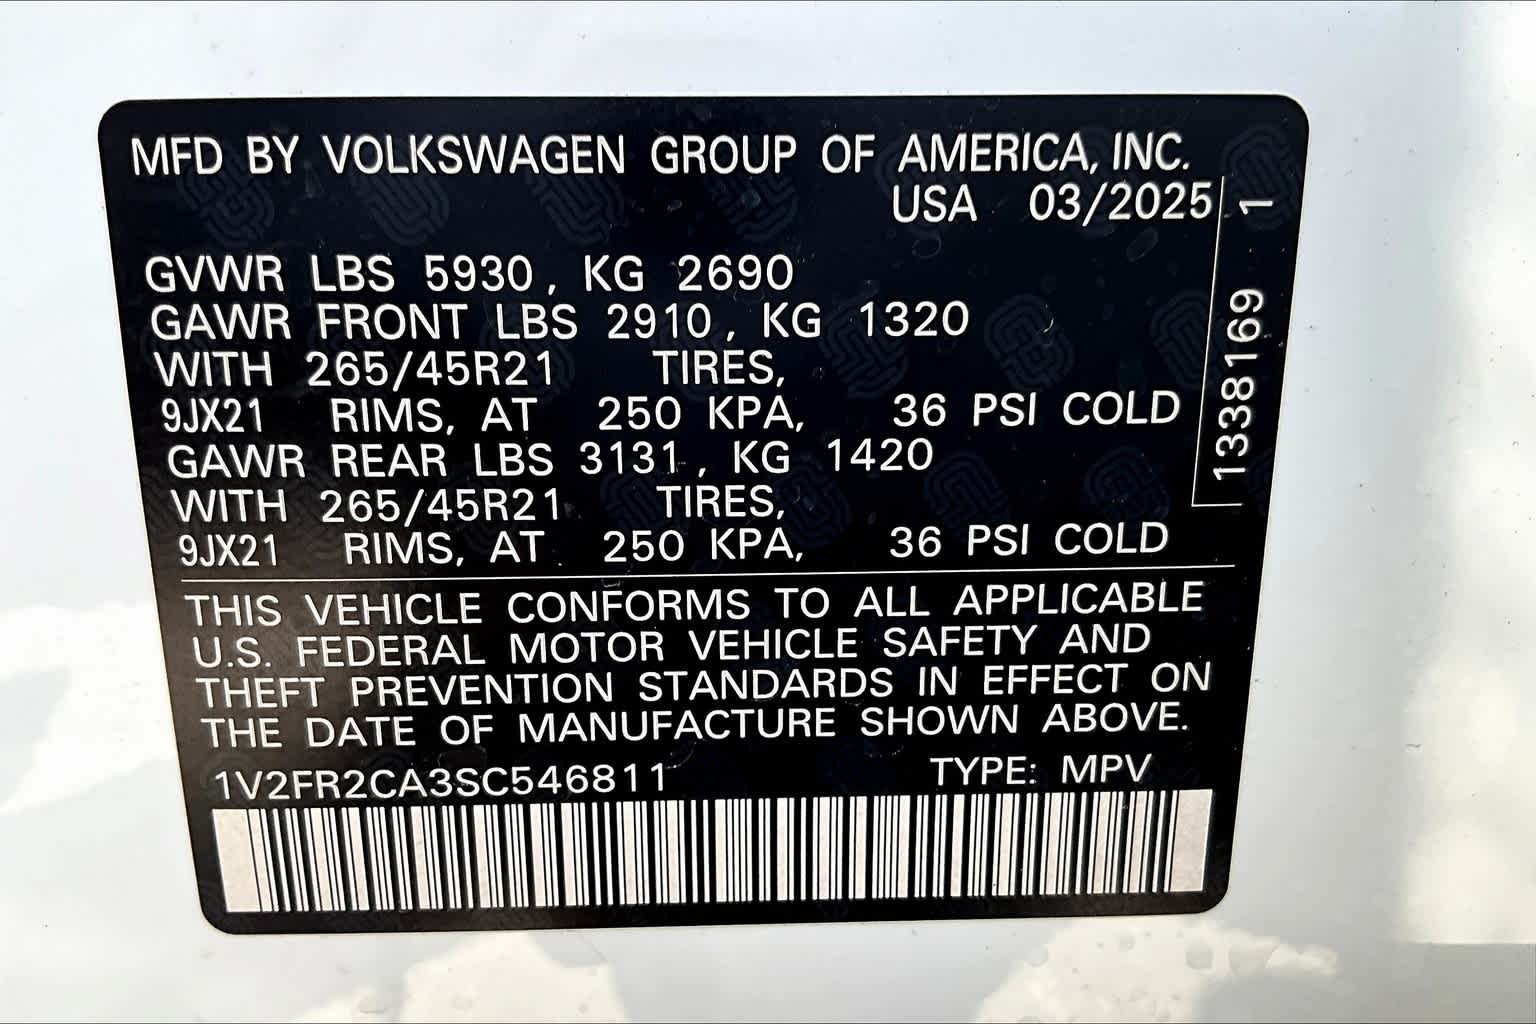 MFD BY VOLKSWAGEN GROUP OF AMERICA, INC.
USA 03/2025
GVWR LBS 5930, KG 2690
GAWR FRONT LBS 2910, KG 1320
WITH 265/45R21 TIRES,
9JX21 RIMS, AT 250 KPA, 36 PSI COLD
GAWR REAR LBS 3131, KG 1420
WITH 265/45R21 TIRES,
9JX21 RIMS, AT 250 KPA, 36 PSI COLD
1338169 1
THIS VEHICLE CONFORMS TO ALL APPLICABLE
U.S. FEDERAL MOTOR VEHICLE SAFETY AND
THEFT PREVENTION STANDARDS IN EFFECT ON
THE DATE OF MANUFACTURE SHOWN ABOVE.
1V2FR2CA3SC546811 TYPE: MPV